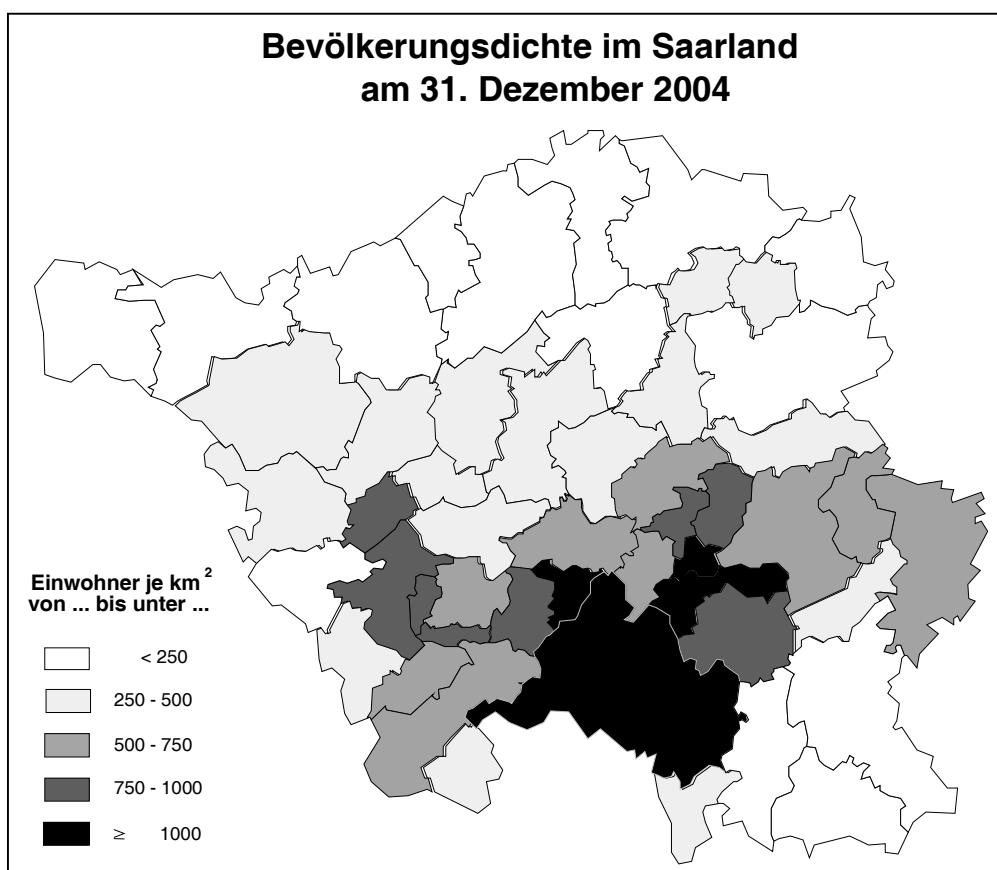 Bevölkerungsdichte im Saarland
am 31. Dezember 2004
Einwohner je km²
von ... bis unter ...
< 250
250 - 500
500 - 750
750 - 1000
≥ 1000